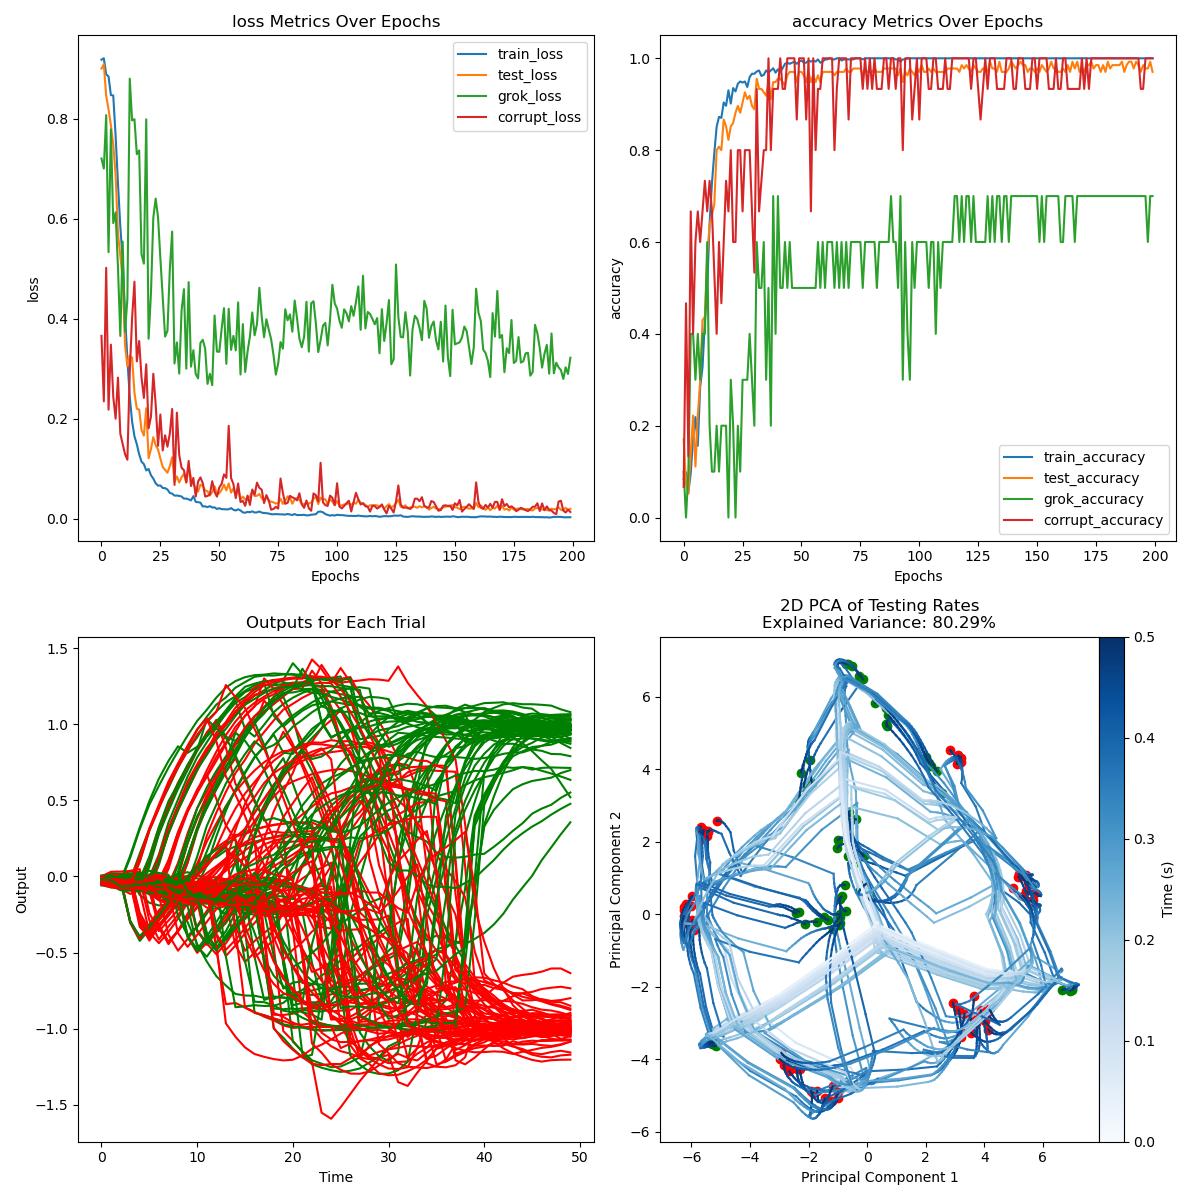 loss Metrics Over Epochs
train_loss
test_loss
grok_loss
corrupt_loss
0.8
0.6
0.4
0.2
0.0
loss
0 25 50 75 100 125 150 175 200
Epochs
accuracy Metrics Over Epochs
1.0
0.8
0.6
0.4
0.2
0.0
accuracy
train_accuracy
test_accuracy
grok_accuracy
corrupt_accuracy
0 25 50 75 100 125 150 175 200
Epochs
Outputs for Each Trial
1.5
1.0
0.5
0.0
−0.5
−1.0
−1.5
Output
0 10 20 30 40 50
Time
2D PCA of Testing Rates
Explained Variance: 80.29%
6
4
2
0
−2
−4
−6
Principal Component 2
−6 −4 −2 0 2 4 6
Principal Component 1
0.5
0.4
0.3
0.2
0.1
0.0
Time (s)